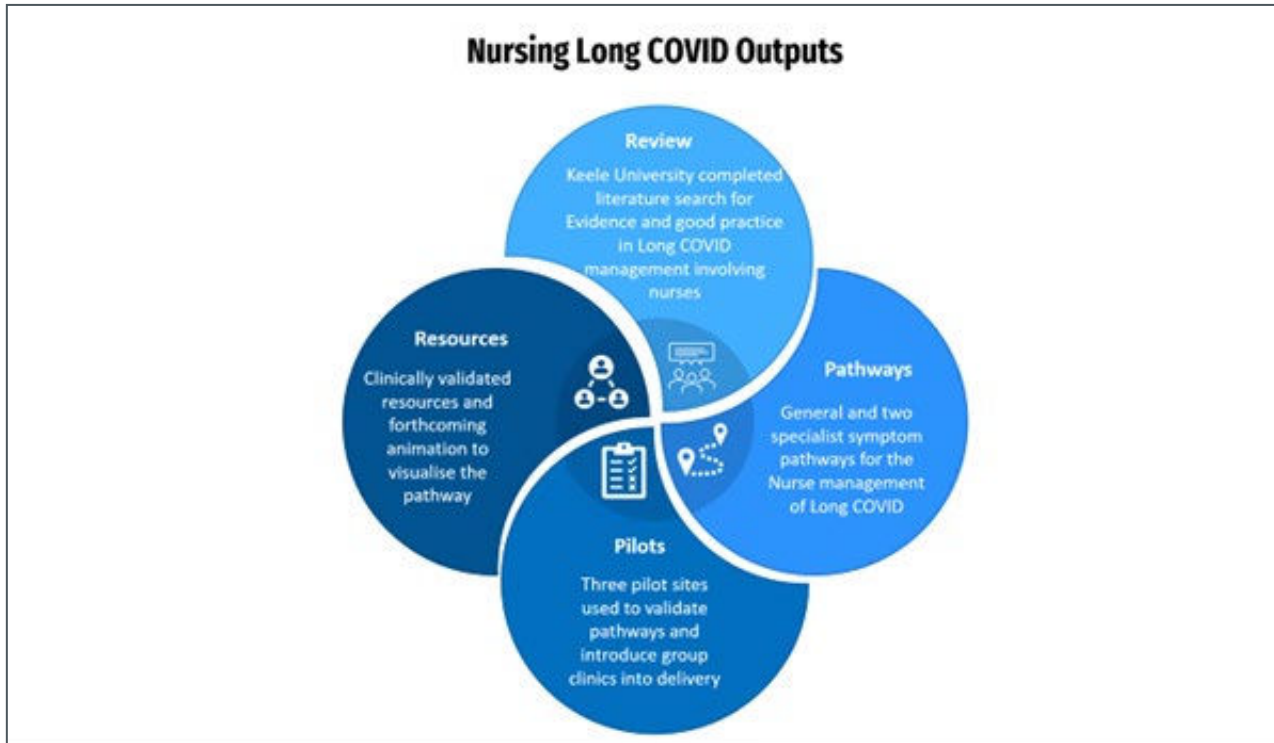 Nursing Long COVID Outputs
Review
Keele University completed
literature search for
Evidence and good practice
in Long COVID
management involving
nurses
Resources
Clinically validated
resources and
forthcoming
animation to
visualise the
pathway
Pathways
General and two
specialist symptom
pathways for the
Nurse management
of Long COVID
Pilots
Three pilot sites
used to validate
pathways and
introduce group
clinics into delivery